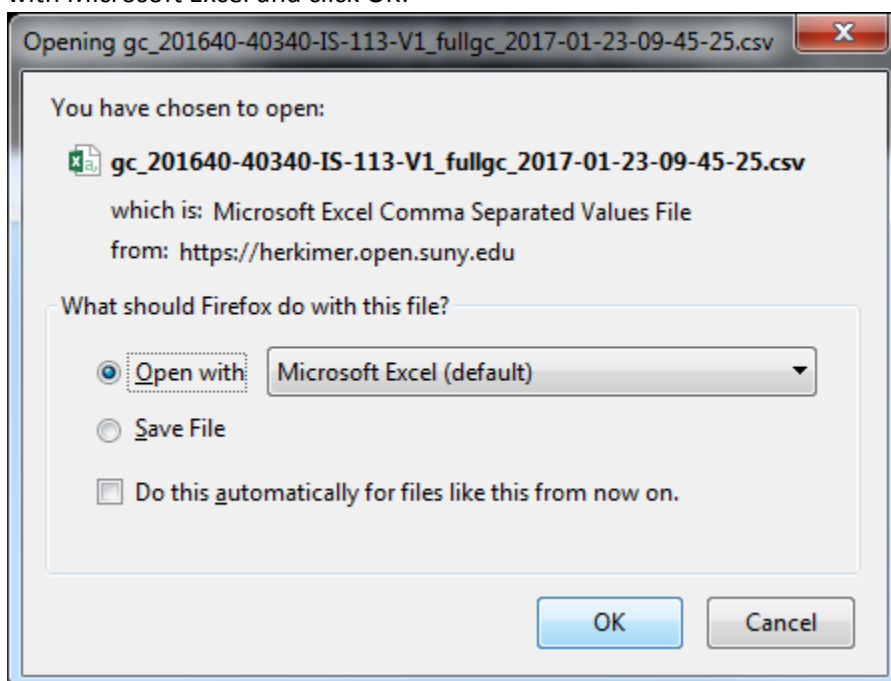 with Microsoft Excel and click OK.
Opening gc_201640-40340-IS-113-V1_fullgc_2017-01-23-09-45-25.csv
You have chosen to open:
gc_201640-40340-IS-113-V1_fullgc_2017-01-23-09-45-25.csv
which is: Microsoft Excel Comma Separated Values File
from: https://herkimer.open.suny.edu
What should Firefox do with this file?
Open with Microsoft Excel (default)
Save File
Do this automatically for files like this from now on.
OK Cancel